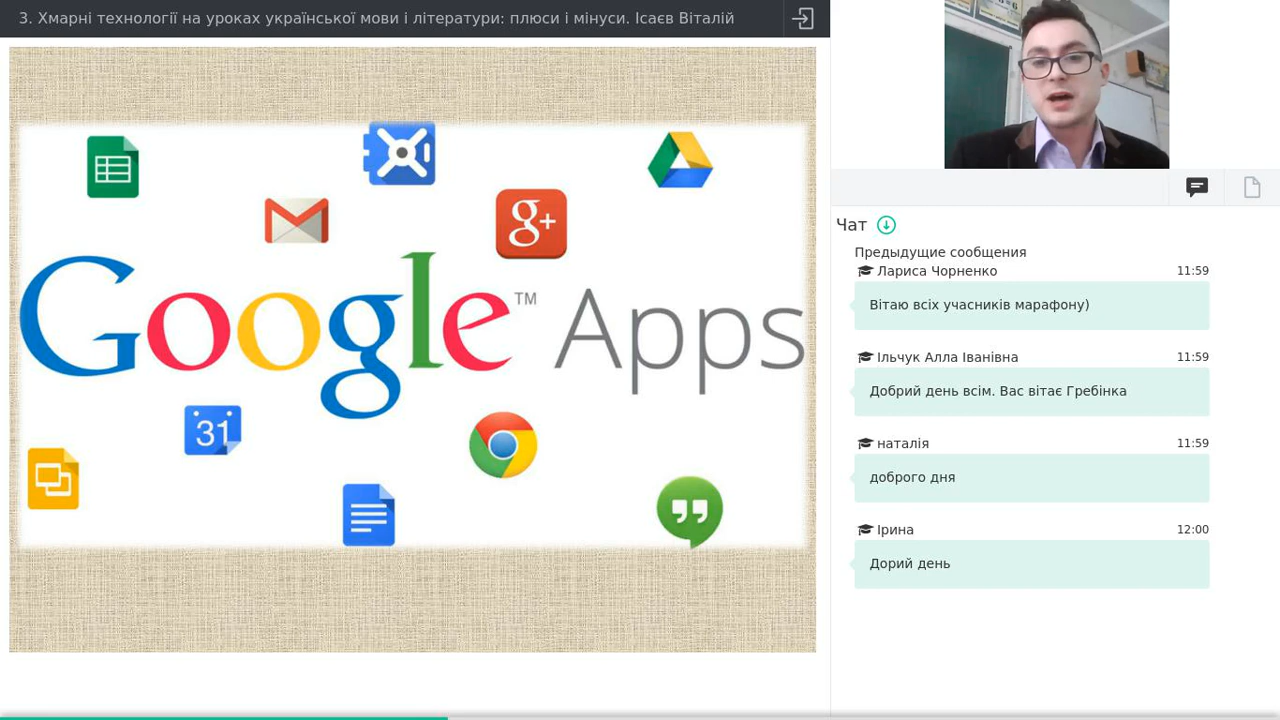 3. Хмарні технології на уроках української мови і літератури: плюси і мінуси. Ісаєв Віталій
g+
Google™ Apps
31
Чат
Предыдущие сообщения
Лариса Чорненко 11:59
Вітаю всіх учасників марафону)
Ільчук Алла Іванівна 11:59
Добрий день всім. Вас вітає Гребінка
наталія 11:59
доброго дня
Ірина 12:00
Дорий день